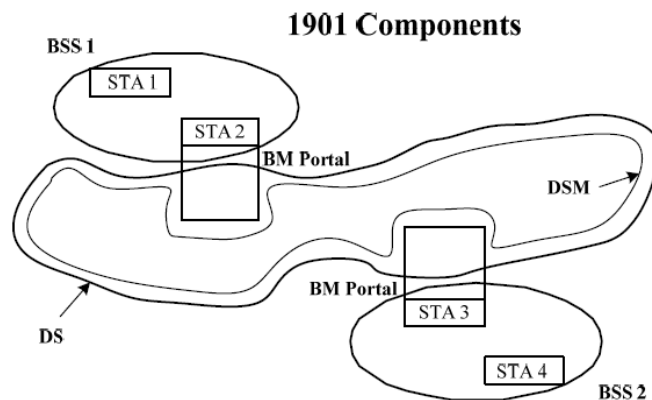 1901 Components
BSS 1
STA 1
STA 2
BM Portal
DSM
BM Portal
STA 3
DS
STA 4
BSS 2